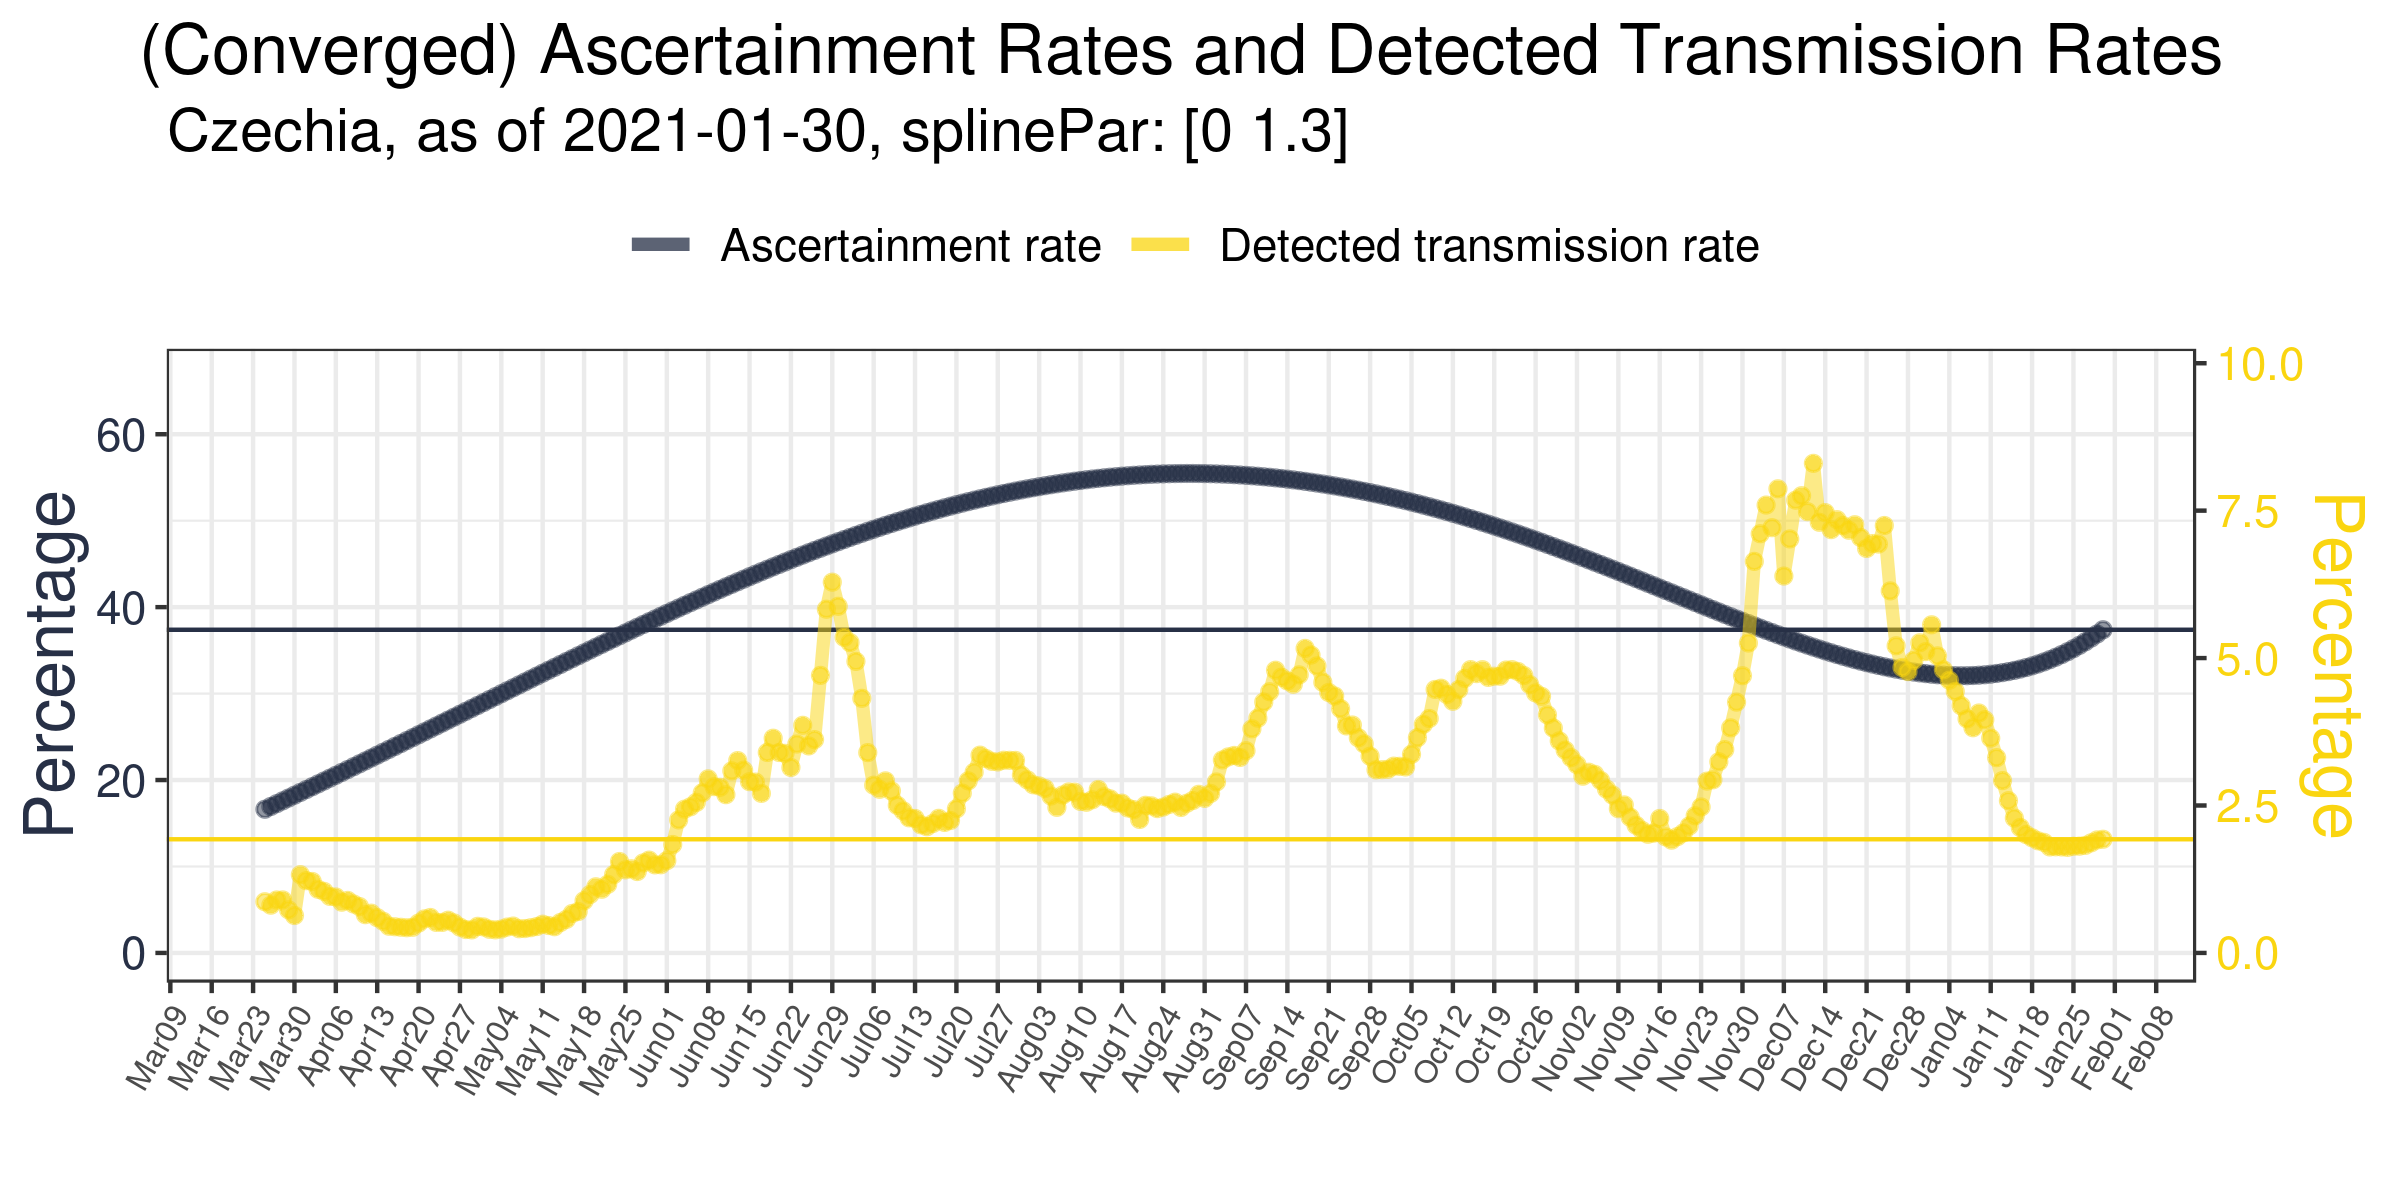 (Converged) Ascertainment Rates and Detected Transmission Rates
Czechia, as of 2021-01-30, splinePar: [0 1.3]
Ascertainment rate
Detected transmission rate
Percentage
60
40
20
0
10.0
7.5
5.0
2.5
0.0
Percentage
Mar09
Mar16
Mar23
Mar30
Apr06
Apr13
Apr20
Apr27
May04
May11
May18
May25
Jun01
Jun08
Jun15
Jun22
Jun29
Jul06
Jul13
Jul20
Jul27
Aug03
Aug10
Aug17
Aug24
Aug31
Sep07
Sep14
Sep21
Sep28
Oct05
Oct12
Oct19
Oct26
Nov02
Nov09
Nov16
Nov23
Nov30
Dec07
Dec14
Dec21
Dec28
Jan04
Jan11
Jan18
Jan25
Feb01
Feb08